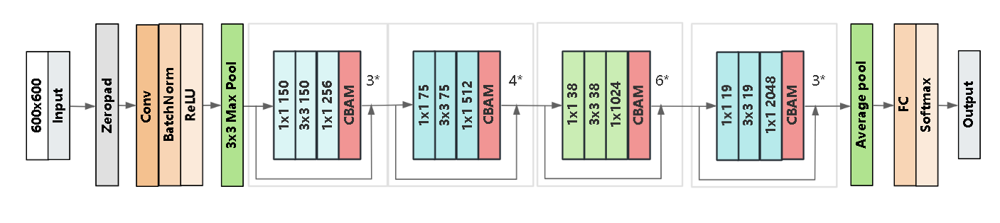 600x600
Input
Zeropad
Conv
BatchNorm
ReLU
3x3 Max Pool
1x1 150
3x3 150
1x1 256
CBAM
3*
1x1 75
3x3 75
1x1 512
CBAM
4*
1x1 38
3x3 38
1x1024
CBAM
6*
1x1 19
3x3 19
1x1 2048
CBAM
3*
Average pool
FC
Softmax
Output